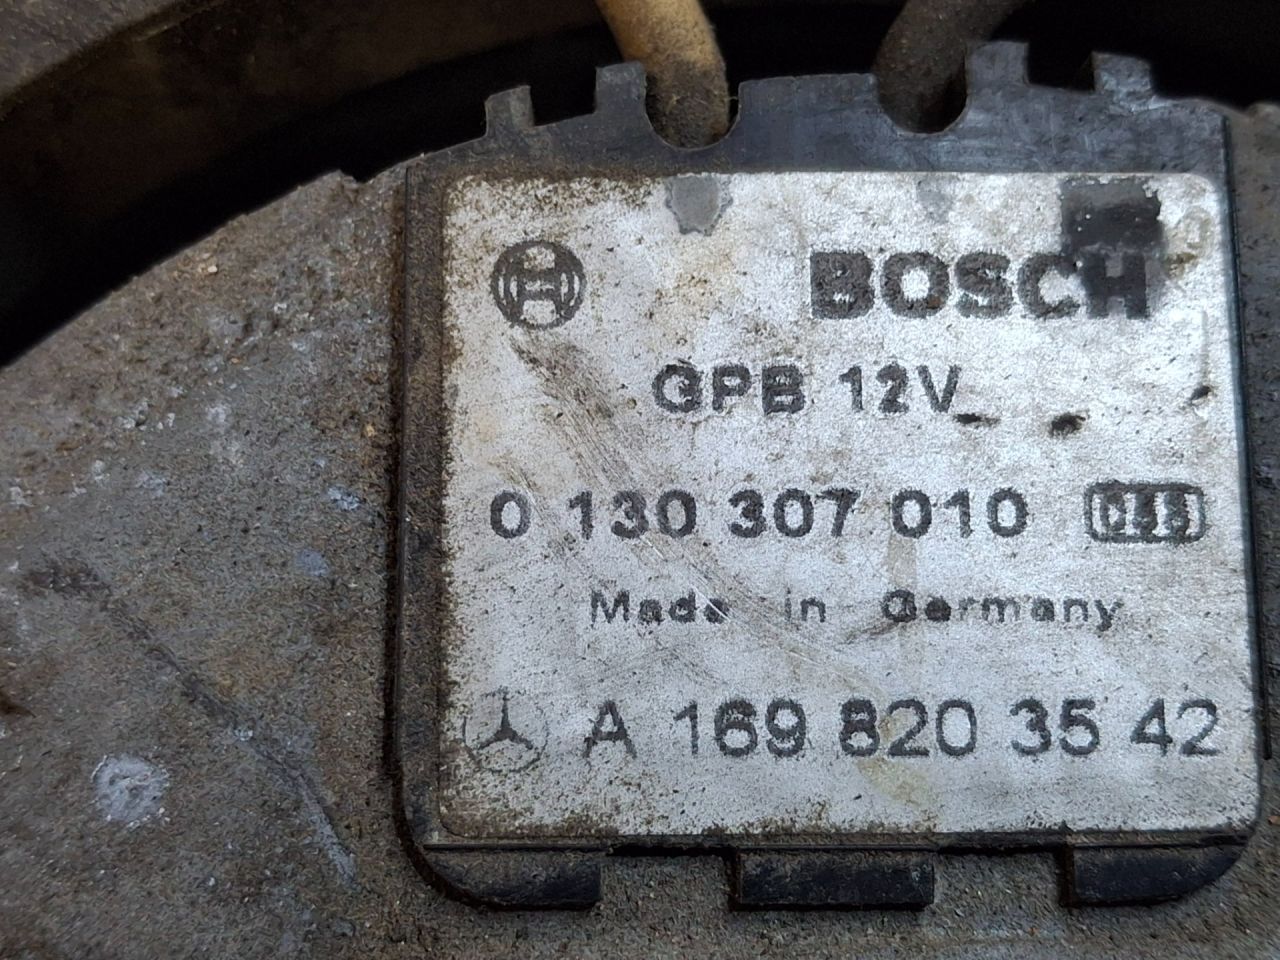 BOSCH
GPB 12V
0 130 307 010
Made in Germany
A 169 820 35 42